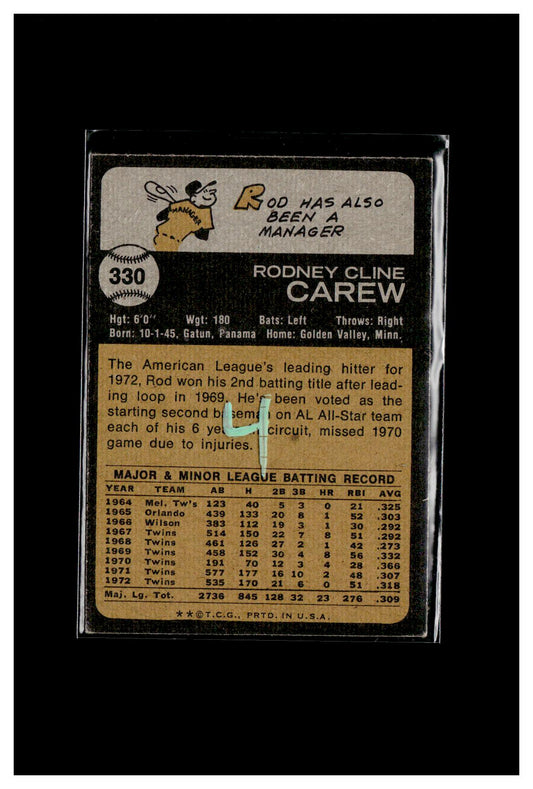 ROD HAS ALSO
BEEN A
MANAGER
MANAGER
330
RODNEY CLINE
CAREW
Hgt: 6'0" Wgt: 180 Bats: Left Throws: Right
Born: 10-1-45, Gatun, Panama Home: Golden Valley, Minn.
The American League's leading hitter for
1972, Rod won his 2nd batting title after lead-
ing loop in 1969. He's been voted as the
starting second baseman on AL All-Star team
each of his 6 circuit, missed 1970
game due to injuries.
4
MAJOR & MINOR LEAGUE BATTING RECORD
YEAR TEAM AB H 2B 3B HR RBI AVG
1964 Mel. Tw's 123 40 5 3 0 21 .325
1965 Orlando 439 133 20 8 1 52 .303
1966 Wilson 383 112 19 3 1 30 .292
1967 Twins 514 150 22 7 8 51 .292
1968 Twins 461 126 27 2 1 42 .273
1969 Twins 458 152 30 4 8 56 .332
1970 Twins 191 70 12 3 4 28 .366
1971 Twins 577 177 16 10 2 48 .307
1972 Twins 535 170 21 6 0 51 .318
Maj. Lg. Tot. 2736 845 128 32 23 276 .309
★★©T.C.G., PRTD. IN U.S.A.